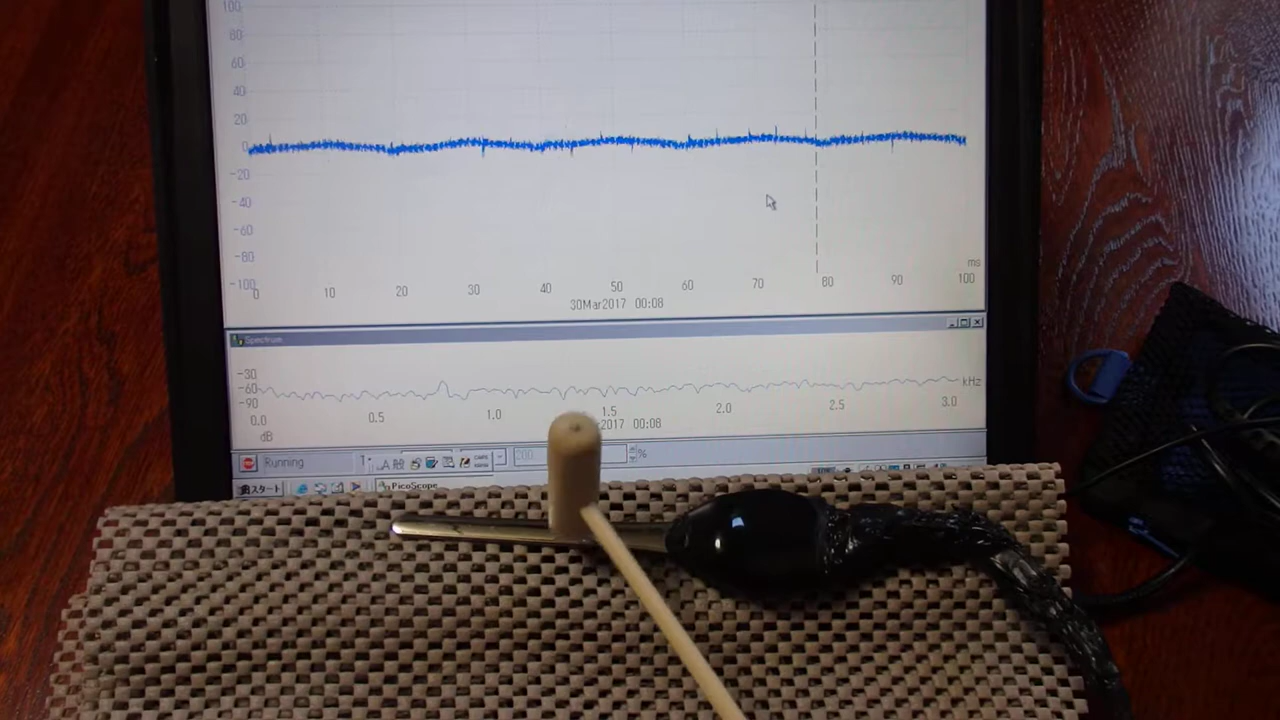 100
80
60
40
20
0
-20
-40
-60
-80
-100
ms
0 10 20 30 40 50 60 70 80 90 100
30Mar2017 00:08
Spectrum
-30
-60
-90
kHz
0.0 0.5 1.0 1.5 2.0 2.5 3.0
2017 00:08
dB
Running
A 般
200
%
スタート
PicoScope